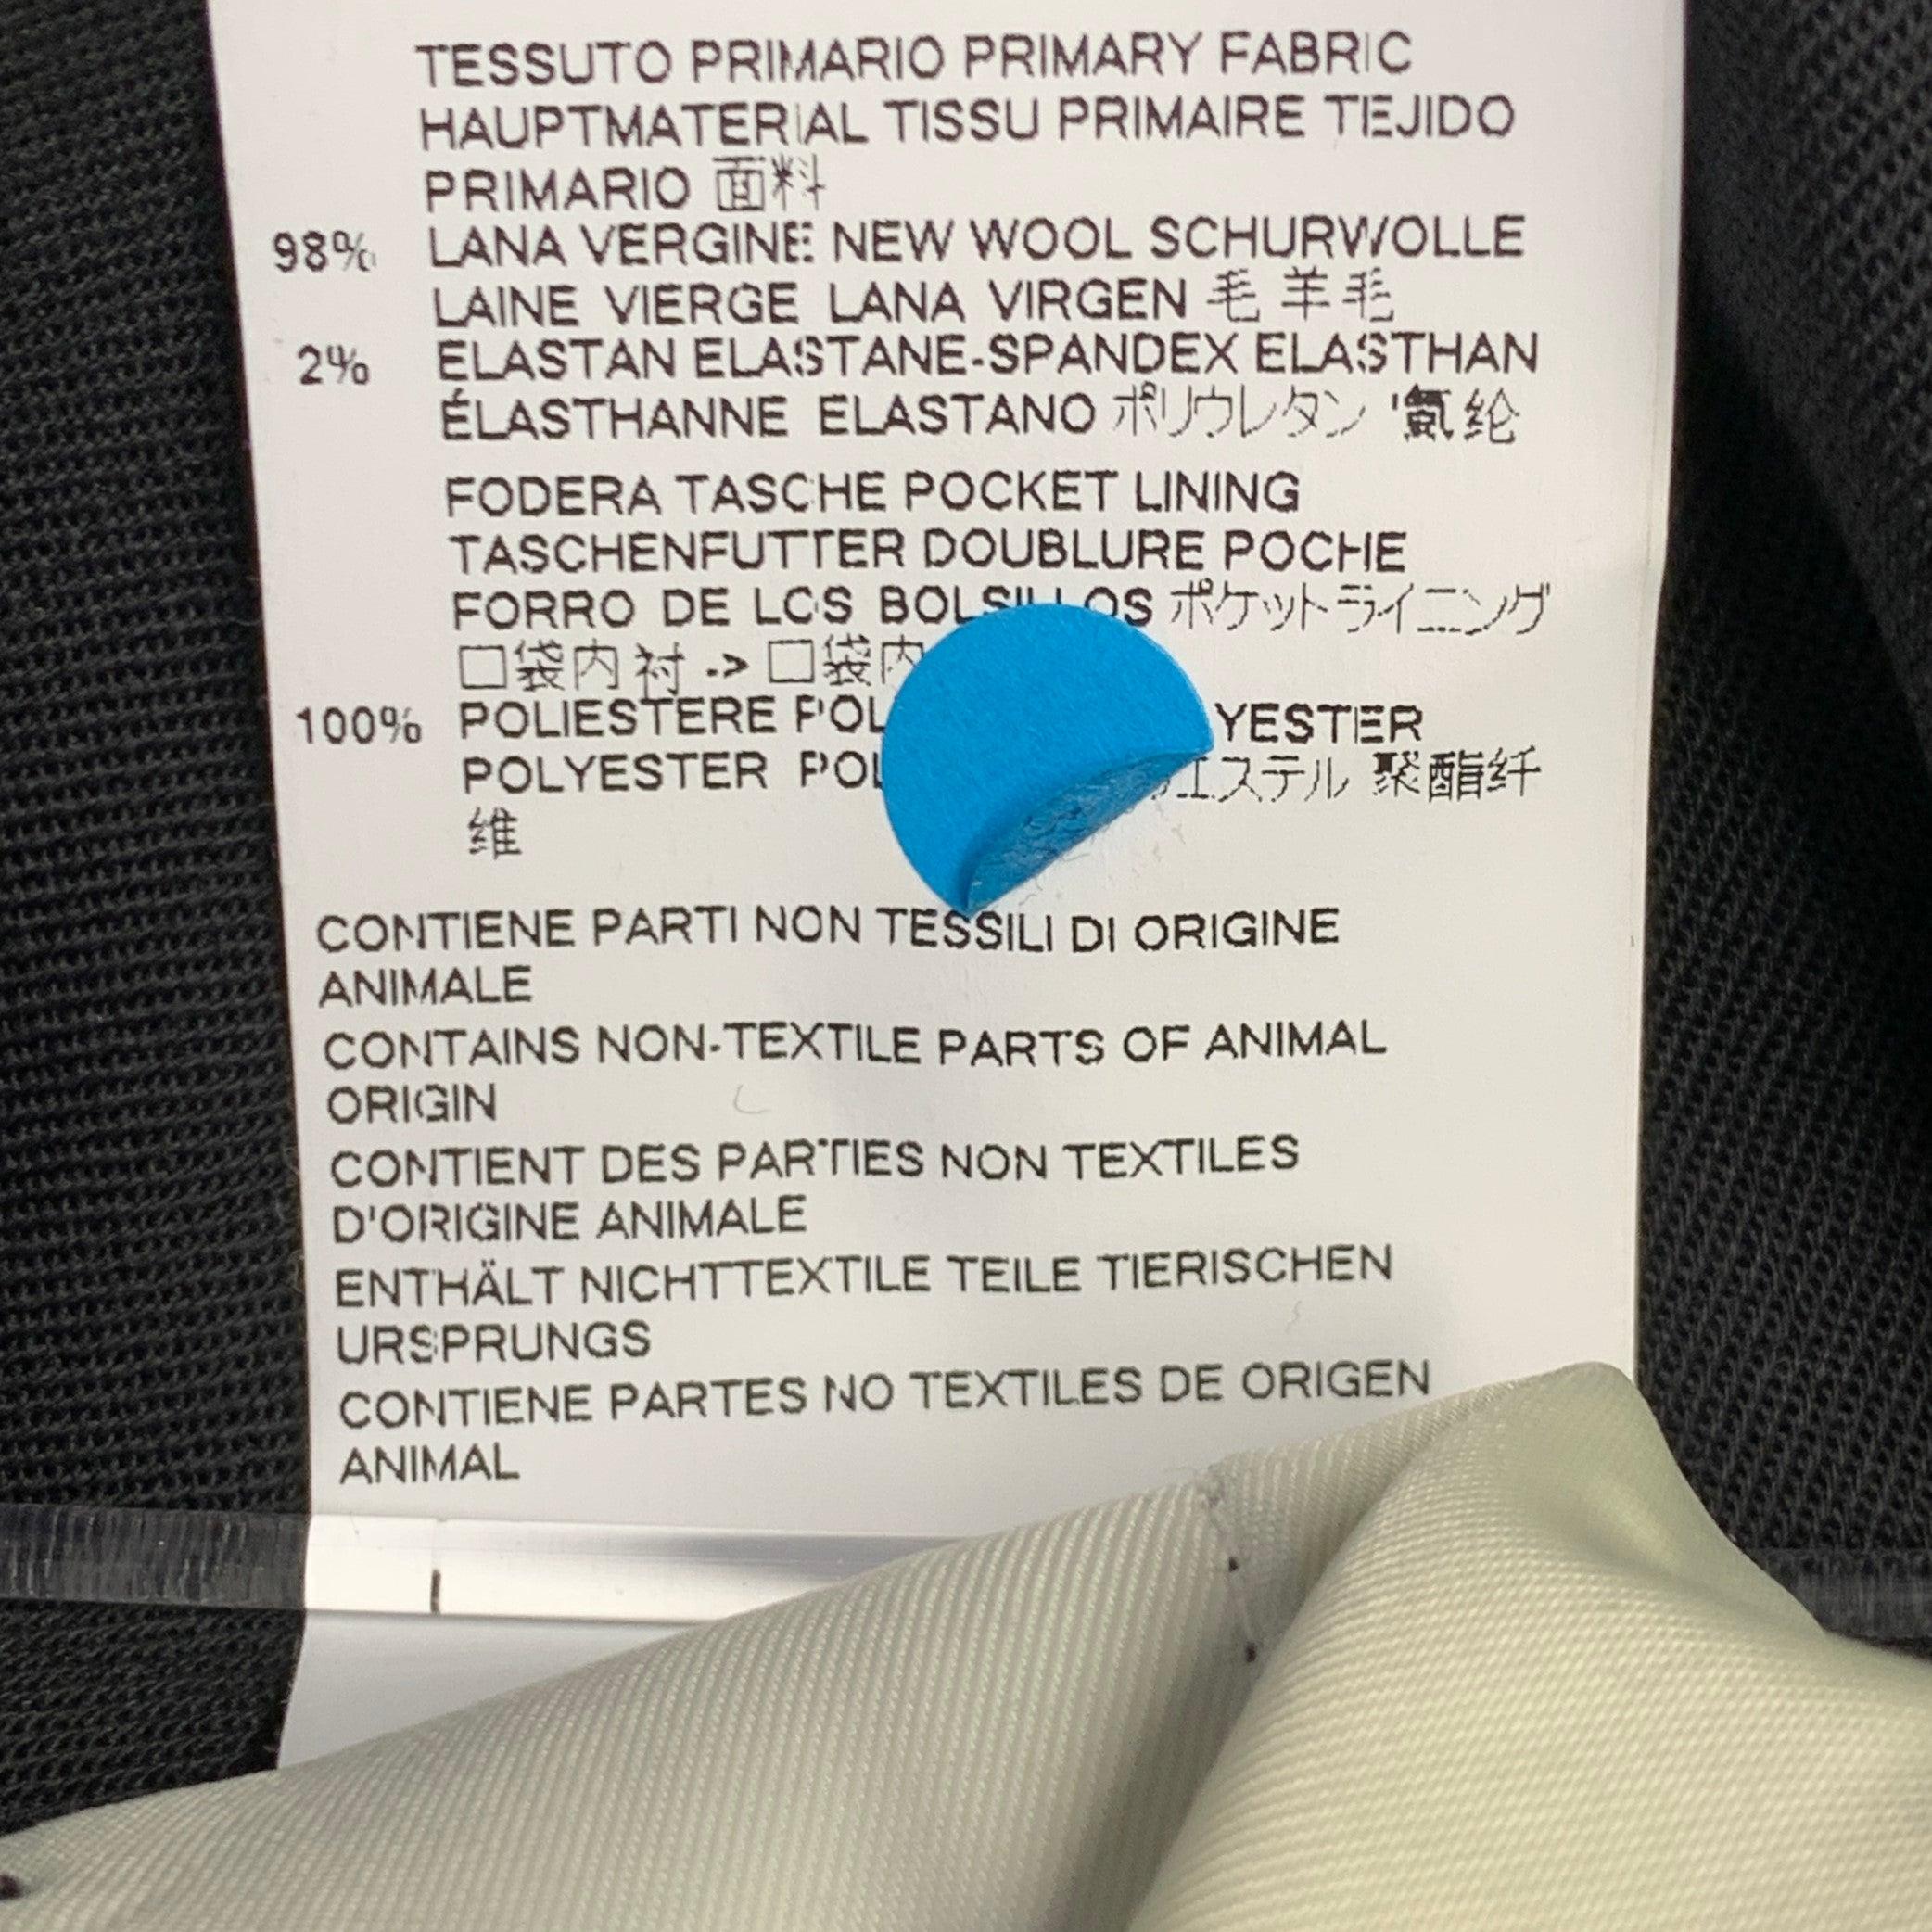 TESSUTO PRIMARIO PRIMARY FABRIC
HAUPTMATERIAL TISSU PRIMAIRE TEJIDO
PRIMARIO 面料
98% LANA VERGINE NEW WOOL SCHURWOLLE
LAINE VIERGE LANA VIRGEN 毛 羊毛
2% ELASTAN ELASTANE-SPANDEX ELASTHAN
ÉLASTHANNE ELASTANO ポリウレタン '氨纶
FODERA TASCHE POCKET LINING
TASCHENFUTTER DOUBLURE POCHE
FORRO DE LOS BOLSILLOS ポケットライニング
口袋内衬 -> 口袋内
100% POLIESTERE POL YESTER
POLYESTER POL エステル 聚酯纤
维
CONTIENE PARTI NON TESSILI DI ORIGINE
ANIMALE
CONTAINS NON-TEXTILE PARTS OF ANIMAL
ORIGIN
CONTIENT DES PARTIES NON TEXTILES
D'ORIGINE ANIMALE
ENTHÄLT NICHTTEXTILE TEILE TIERISCHEN
URSPRUNGS
CONTIENE PARTES NO TEXTILES DE ORIGEN
ANIMAL